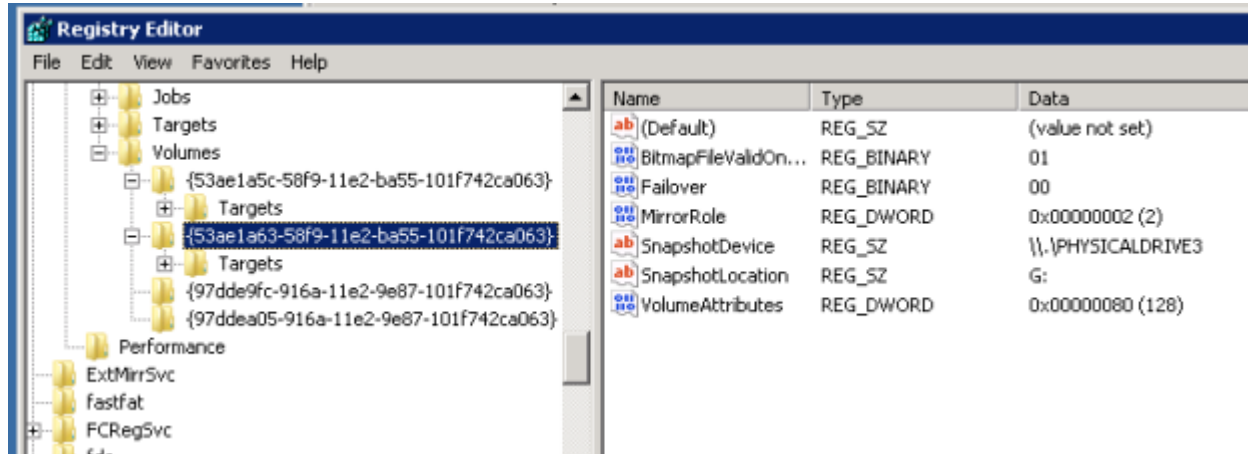 Registry Editor
File Edit View Favorites Help
Jobs
Targets
Volumes
{53ae1a5c-58f9-11e2-ba55-101f742ca063}
Targets
{53ae1a63-58f9-11e2-ba55-101f742ca063}
Targets
{97dde9fc-916a-11e2-9e87-101f742ca063}
{97ddea05-916a-11e2-9e87-101f742ca063}
Performance
ExtMirrSvc
fastfat
FCRegSvc
Name Type Data
(Default) REG_SZ (value not set)
BitmapFileValidOn... REG_BINARY 01
Failover REG_BINARY 00
MirrorRole REG_DWORD 0x00000002 (2)
SnapshotDevice REG_SZ \\.\PHYSICALDRIVE3
SnapshotLocation REG_SZ G:
VolumeAttributes REG_DWORD 0x00000080 (128)